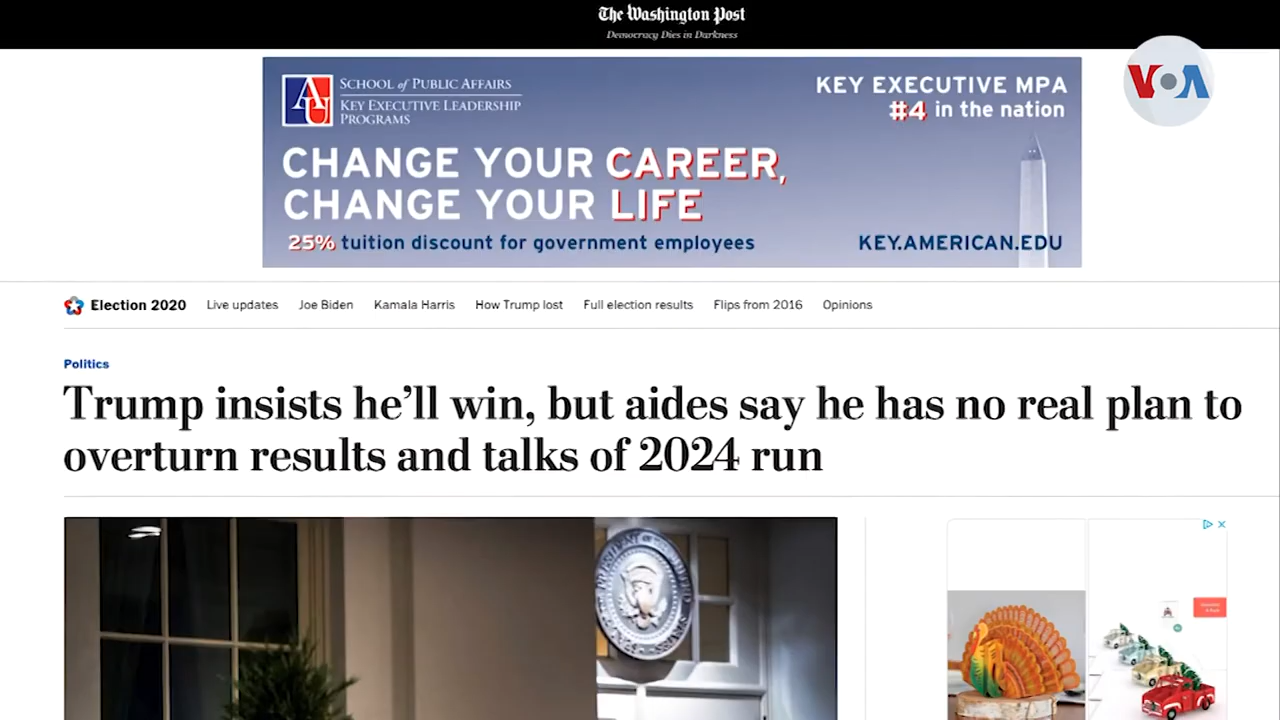 The Washington Post
Democracy Dies in Darkness
VOA
AU
SCHOOL of PUBLIC AFFAIRS
KEY EXECUTIVE LEADERSHIP
PROGRAMS
KEY EXECUTIVE MPA
#4 in the nation
CHANGE YOUR CAREER,
CHANGE YOUR LIFE
25% tuition discount for government employees
KEY.AMERICAN.EDU
Election 2020 Live updates Joe Biden Kamala Harris How Trump lost Full election results Flips from 2016 Opinions
Politics
Trump insists he’ll win, but aides say he has no real plan to
overturn results and talks of 2024 run